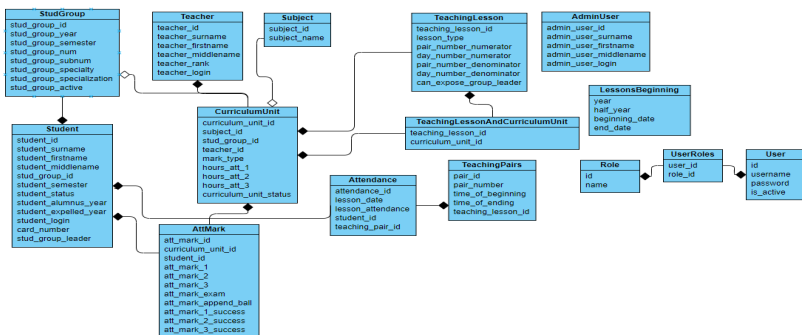 StudGroup
stud_group_id
stud_group_year
stud_group_semester
stud_group_num
stud_group_subnum
stud_group_specialty
stud_group_specialization
stud_group_active
Teacher
teacher_id
teacher_surname
teacher_firstname
teacher_middlename
teacher_rank
teacher_login
Subject
subject_id
subject_name
TeachingLesson
teaching_lesson_id
lesson_type
pair_number_numerator
day_number_numerator
pair_number_denominator
day_number_denominator
can_expose_group_leader
AdminUser
admin_user_id
admin_user_surname
admin_user_firstname
admin_user_middlename
admin_user_login
LessonsBeginning
year
half_year
beginning_date
end_date
CurriculumUnit
curriculum_unit_id
subject_id
stud_group_id
teacher_id
mark_type
hours_att_1
hours_att_2
hours_att_3
curriculum_unit_status
TeachingLessonAndCurriculumUnit
teaching_lesson_id
curriculum_unit_id
Student
student_id
student_surname
student_firstname
student_middlename
stud_group_id
student_semester
student_status
student_alumnus_year
student_expelled_year
student_login
card_number
stud_group_leader
Attendance
attendance_id
lesson_date
lesson_attendance
student_id
teaching_pair_id
TeachingPairs
pair_id
pair_number
time_of_beginning
time_of_ending
teaching_lesson_id
Role
id
name
UserRoles
user_id
role_id
User
id
username
password
is_active
AttMark
att_mark_id
curriculum_unit_id
student_id
att_mark_1
att_mark_2
att_mark_3
att_mark_exam
att_mark_append_ball
att_mark_1_success
att_mark_2_success
att_mark_3_success